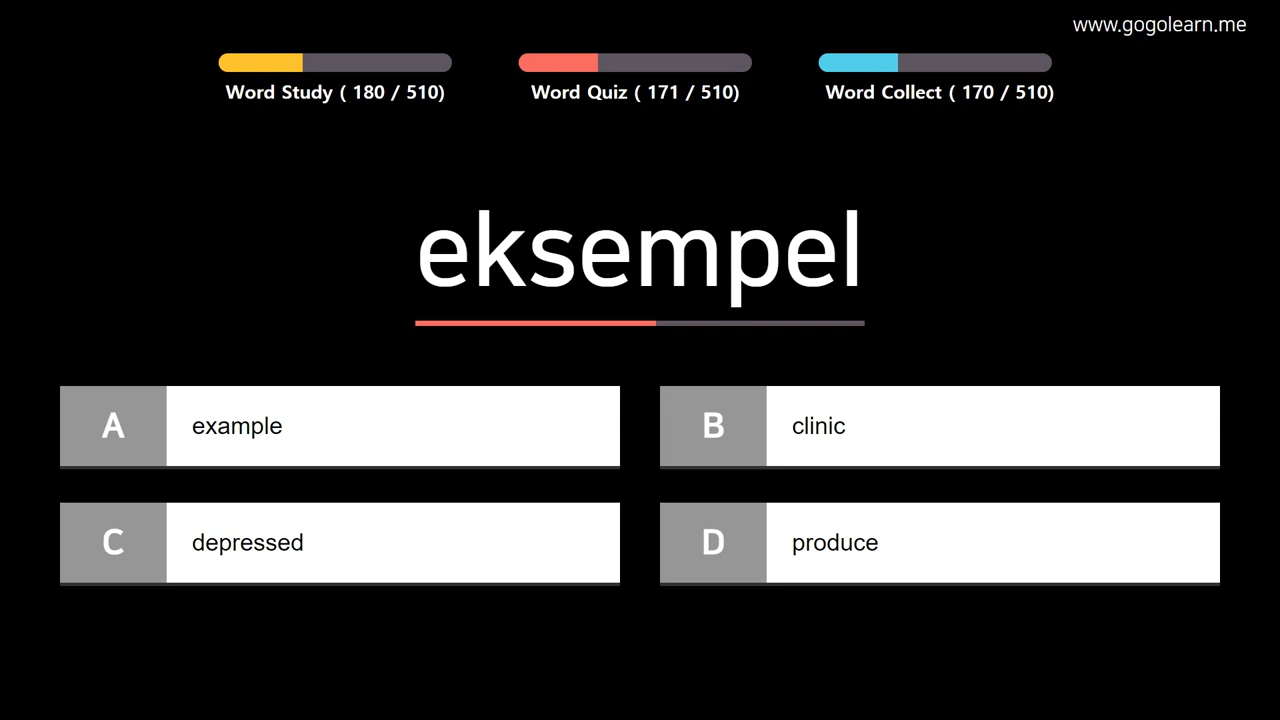 www.gogolearn.me
Word Study ( 180 / 510)
Word Quiz ( 171 / 510)
Word Collect ( 170 / 510)
eksempel
A example
B clinic
C depressed
D produce